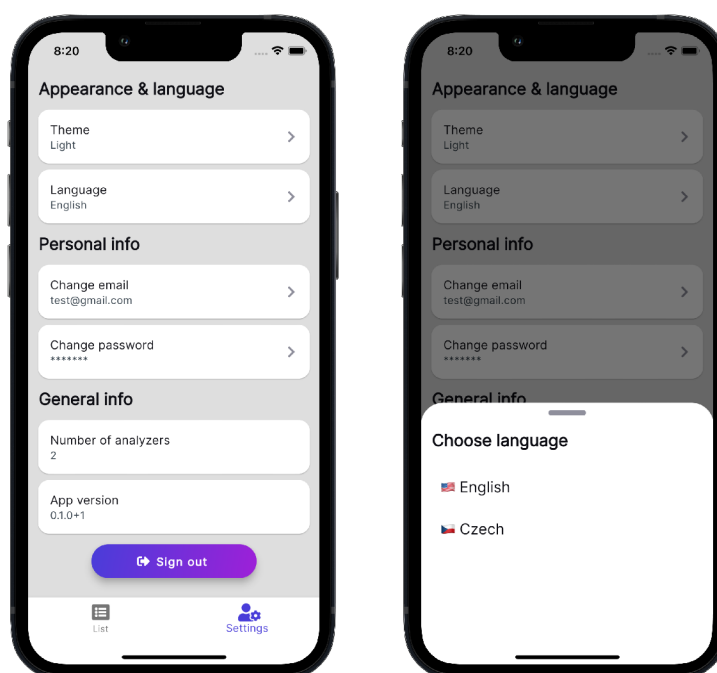 8:20
Appearance & language
Theme
Light
Language
English
Personal info
Change email
test@gmail.com
Change password
*******
General info
Number of analyzers
2
App version
0.1.0+1
Sign out
List
Settings
8:20
Appearance & language
Theme
Light
Language
English
Personal info
Change email
test@gmail.com
Change password
*******
General info
Choose language
English
Czech